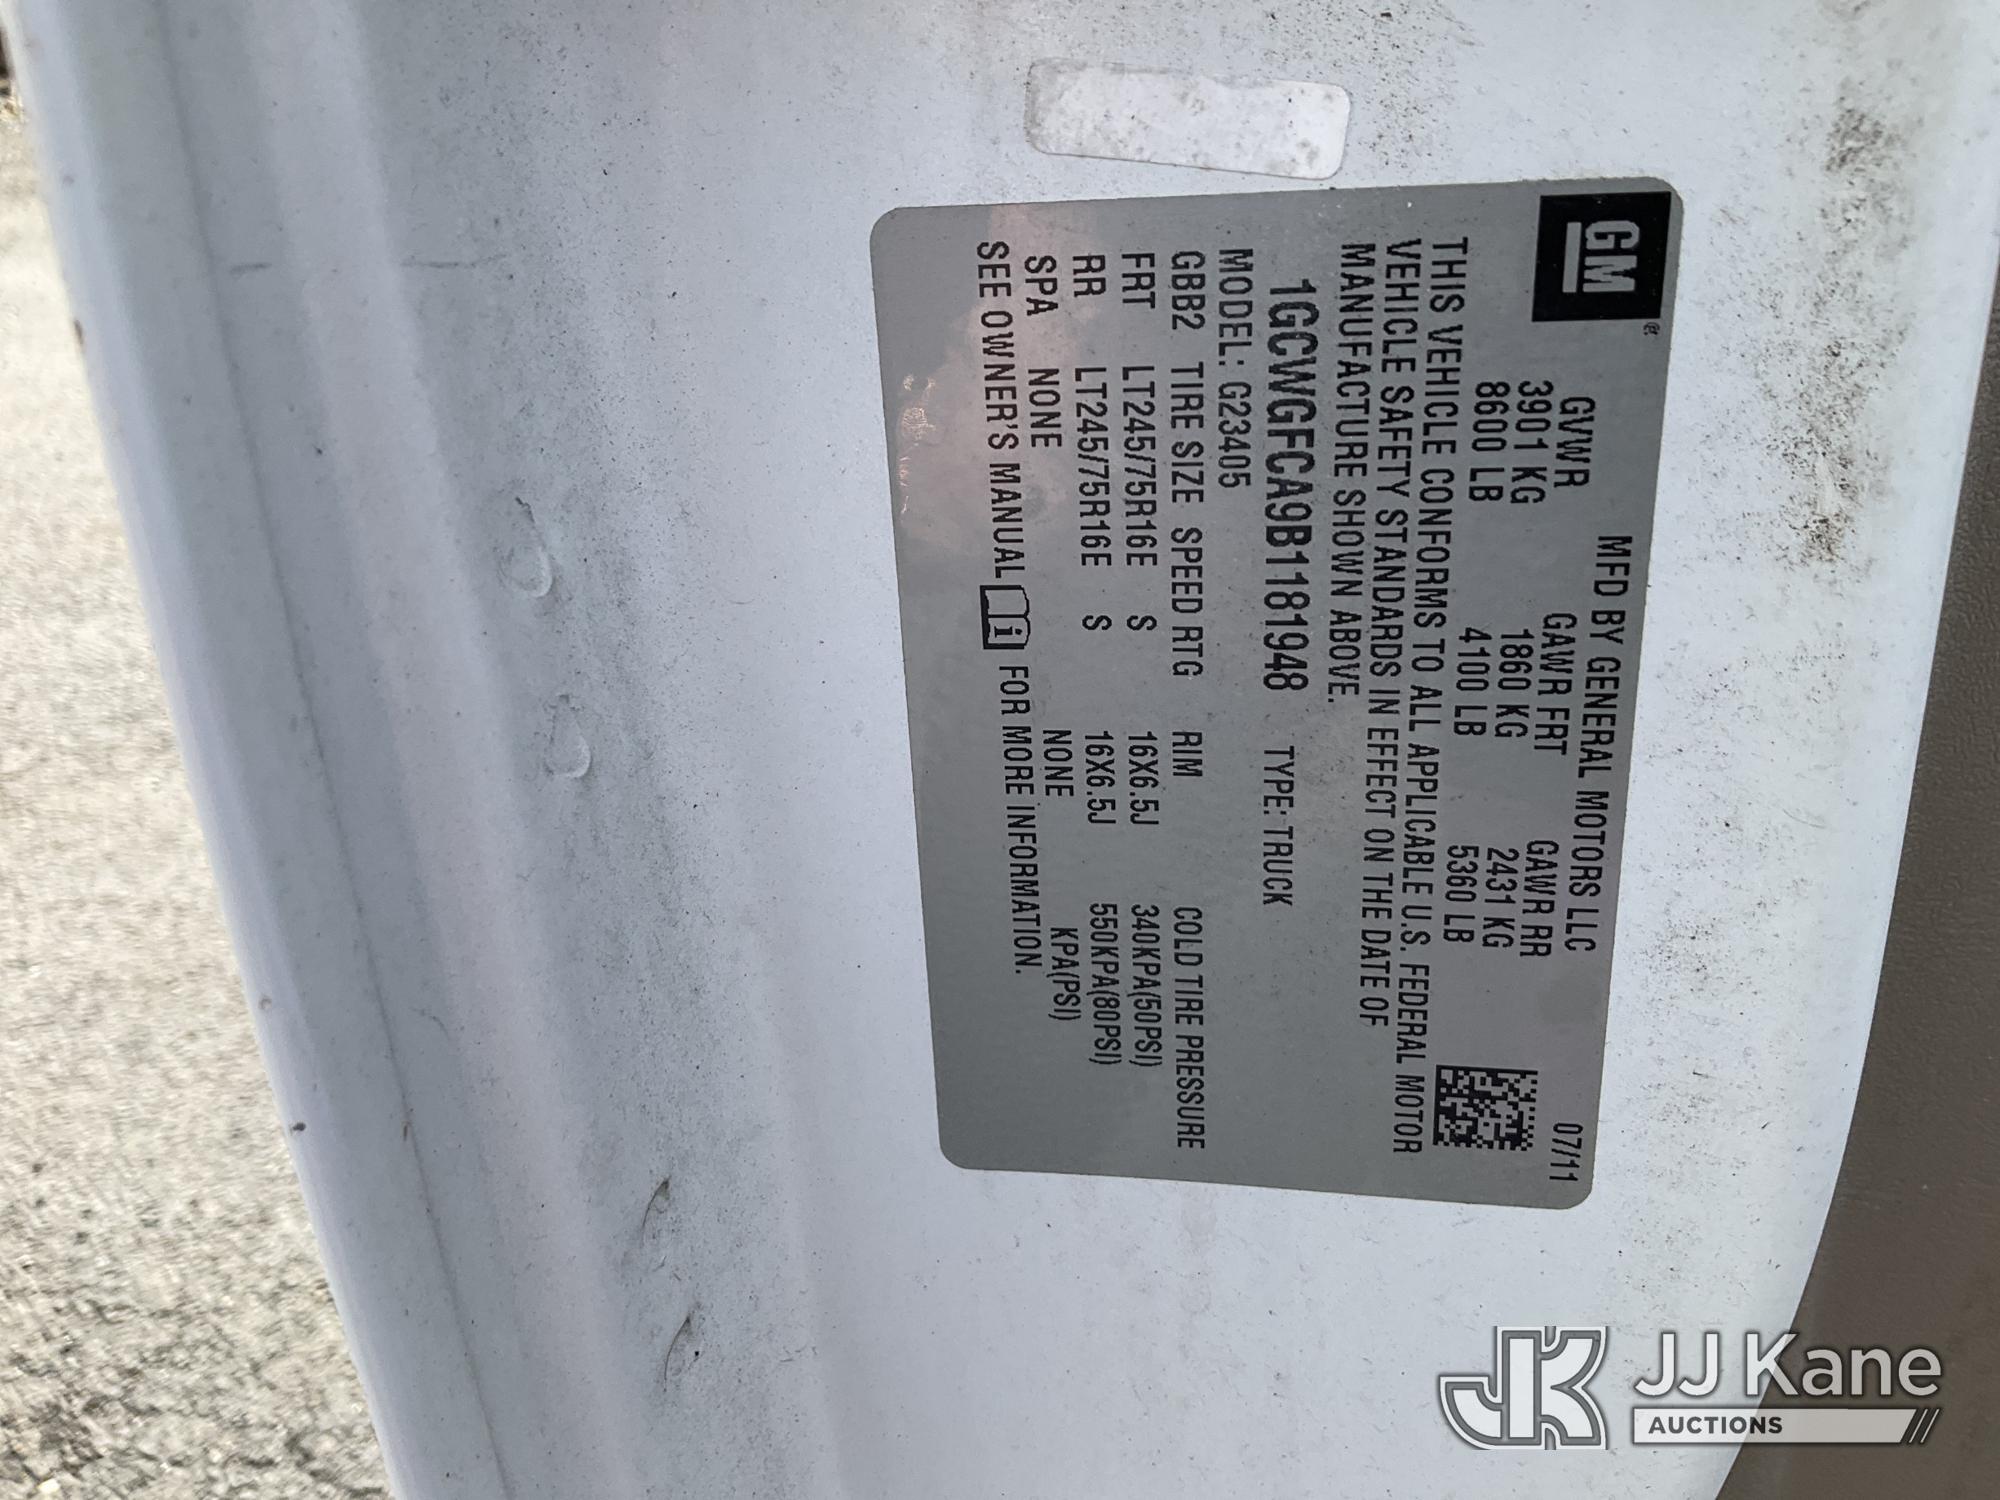 GM
MFD BY GENERAL MOTORS LLC 07/11
GVWR GAWR FRT GAWR RR
3901 KG 1860 KG 2431 KG
8600 LB 4100 LB 5360 LB
THIS VEHICLE CONFORMS TO ALL APPLICABLE U.S. FEDERAL MOTOR
VEHICLE SAFETY STANDARDS IN EFFECT ON THE DATE OF
MANUFACTURE SHOWN ABOVE.
1GCWGFCA9B1181948 TYPE: TRUCK
MODEL: G23405
GBB2 TIRE SIZE SPEED RTG RIM COLD TIRE PRESSURE
FRT LT245/75R16E S 16X6.5J 340KPA(50PSI)
RR LT245/75R16E S 16X6.5J 550KPA(80PSI)
SPA NONE NONE KPA(PSI)
SEE OWNER'S MANUAL i FOR MORE INFORMATION.
JK JJ Kane
AUCTIONS